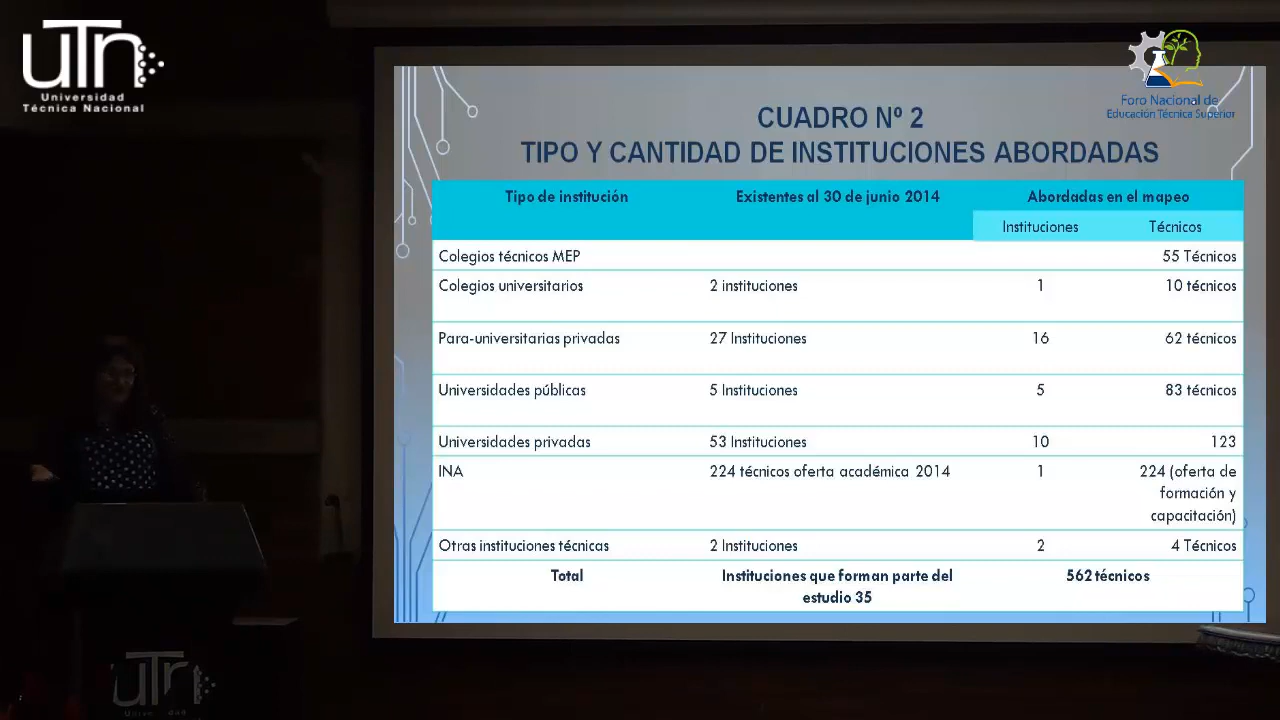 utn
Universidad
Técnica Nacional
Foro Nacional de
Educación Técnica Superior
CUADRO Nº 2
TIPO Y CANTIDAD DE INSTITUCIONES ABORDADAS
Tipo de institución Existentes al 30 de junio 2014 Abordadas en el mapeo
Instituciones Técnicos
Colegios técnicos MEP 55 Técnicos
Colegios universitarios 2 instituciones 1 10 técnicos
Para-universitarias privadas 27 Instituciones 16 62 técnicos
Universidades públicas 5 Instituciones 5 83 técnicos
Universidades privadas 53 Instituciones 10 123
INA 224 técnicos oferta académica 2014 1 224 (oferta de
formación y
capacitación)
Otras instituciones técnicas 2 Instituciones 2 4 Técnicos
Total Instituciones que forman parte del 562 técnicos
estudio 35
utn